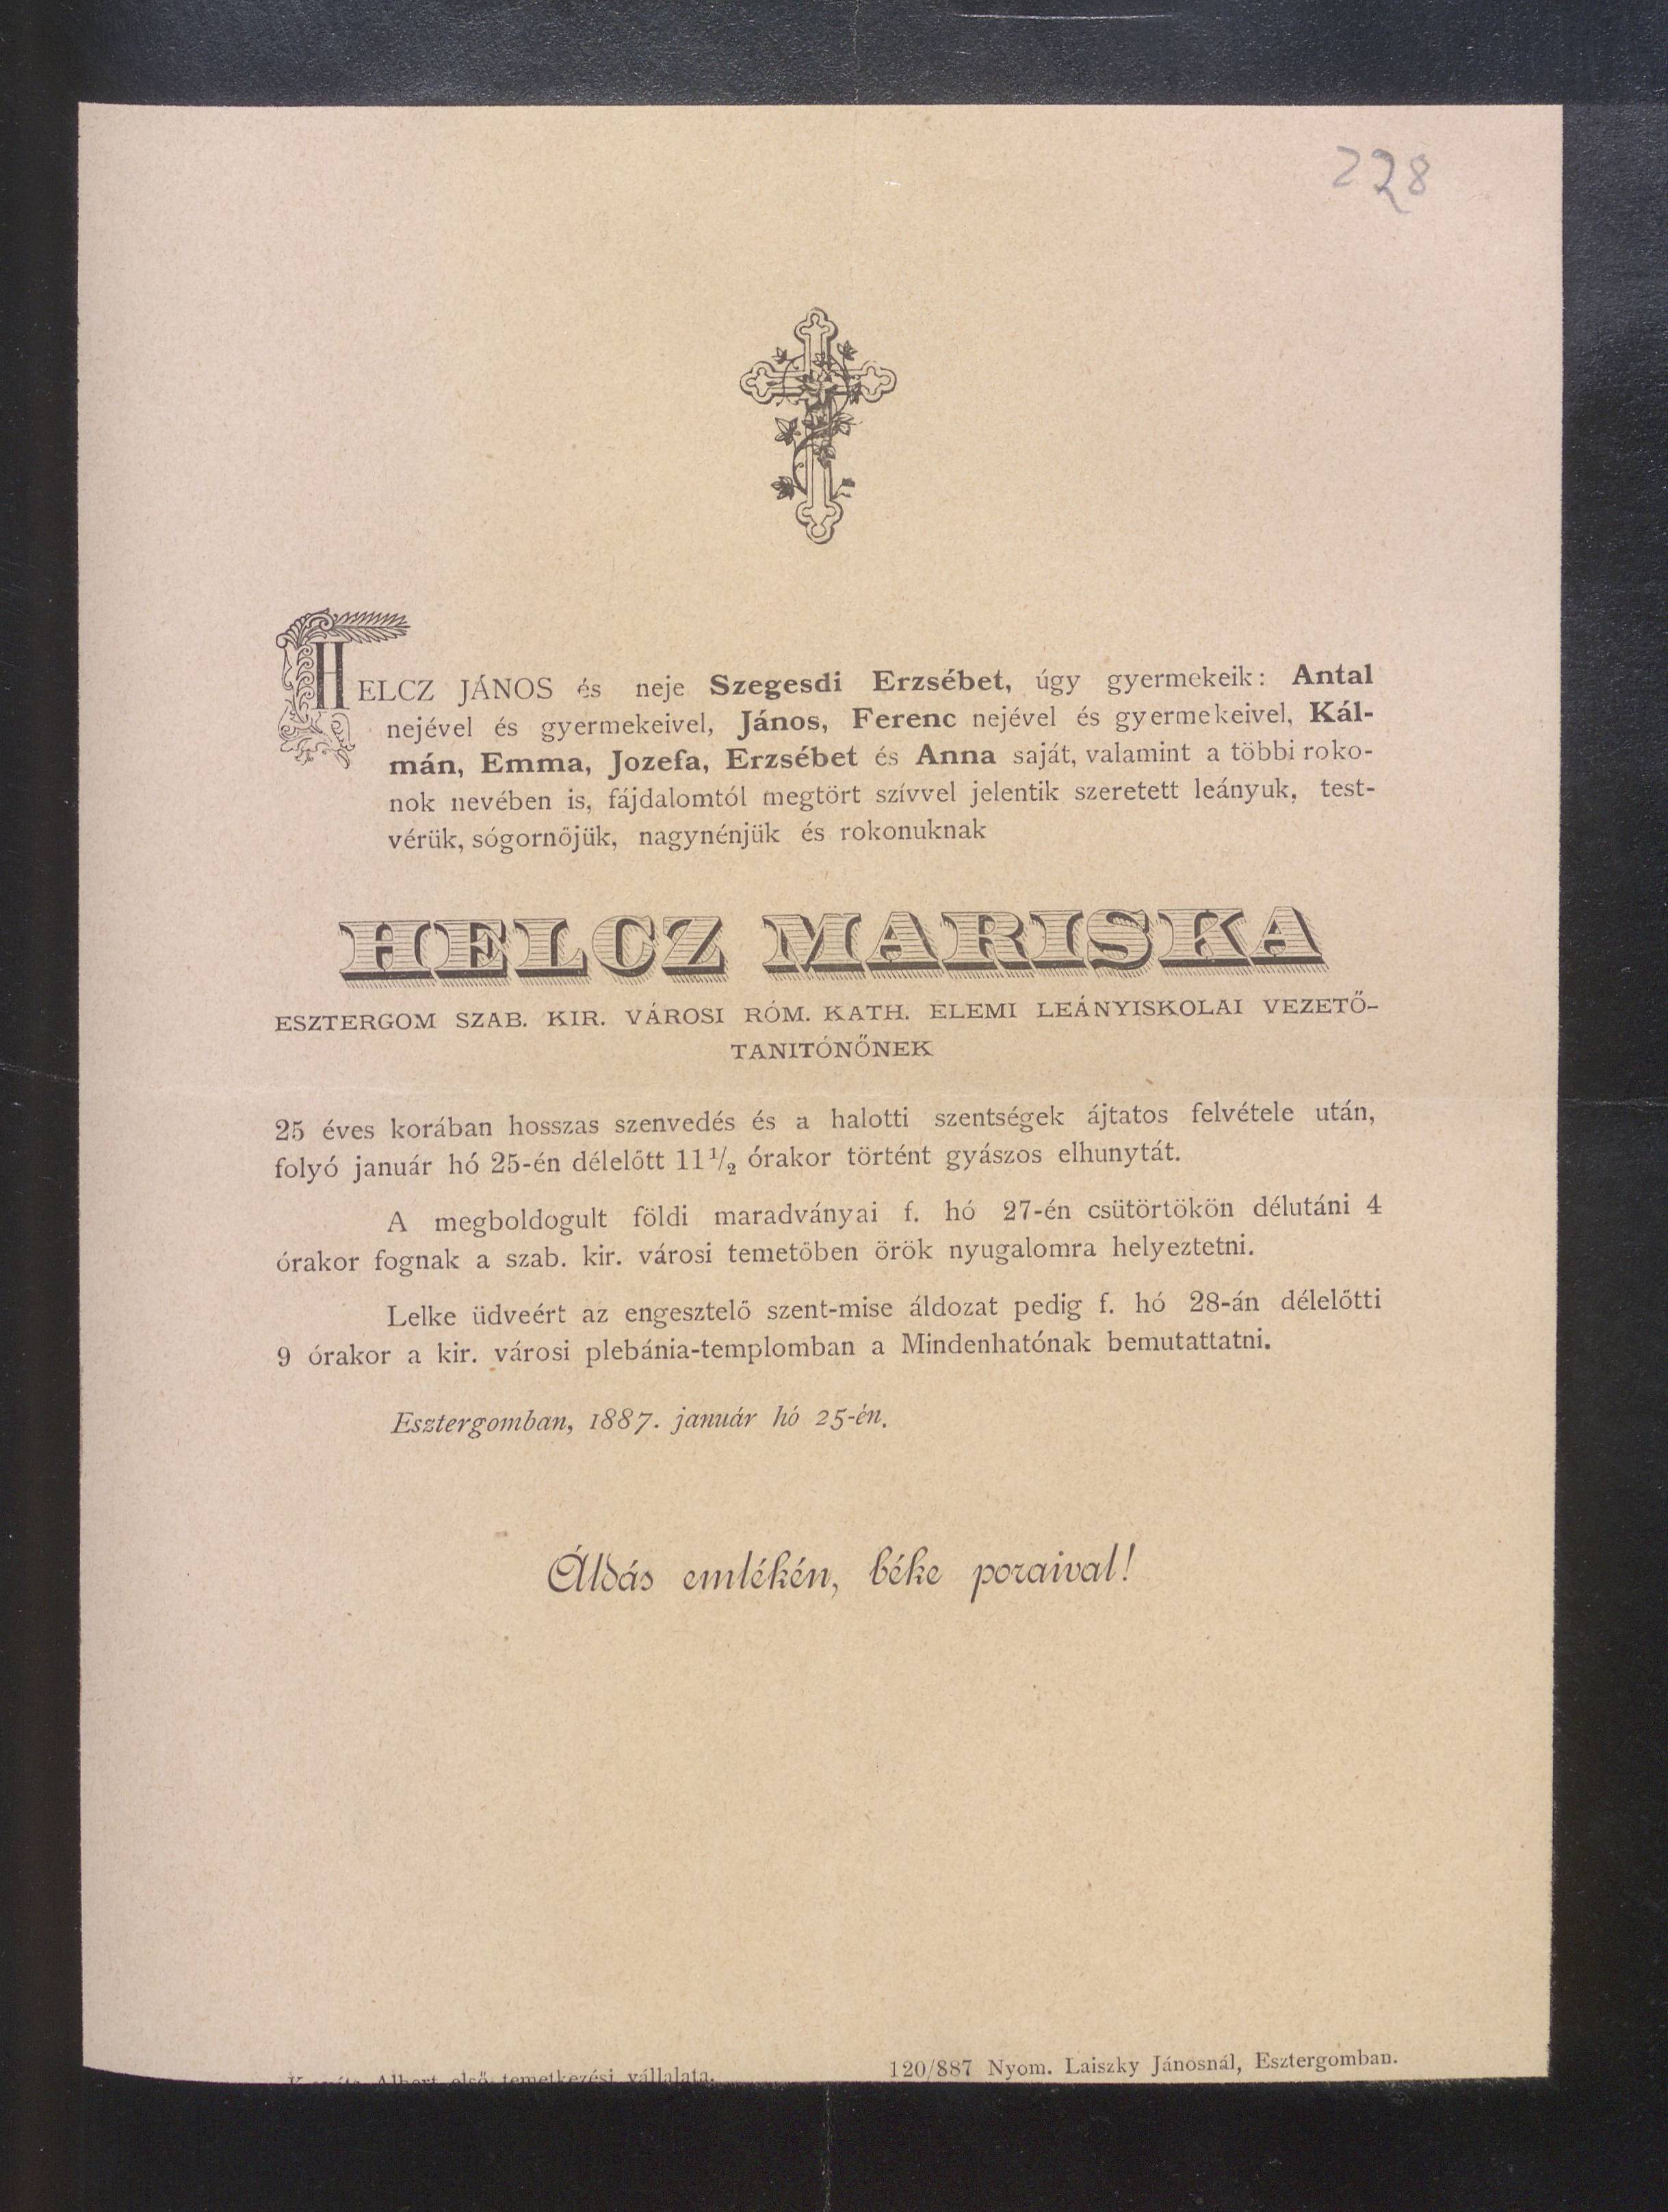 228
HELCZ JÁNOS és neje Szegesdi Erzsébet, úgy gyermekeik: Antal
nejével és gyermekeivel, János, Ferenc nejével és gyermekeivel, Kál-
mán, Emma, Jozefa, Erzsébet és Anna saját, valamint a többi roko-
nok nevében is, fájdalomtól megtört szívvel jelentik szeretett leányuk, test-
vérük, sógornőjük, nagynénjük és rokonuknak
HELCZ MARISKA
ESZTERGOM SZAB. KIR. VÁROSI RÓM. KATH. ELEMI LEÁNYISKOLAI VEZETŐ-
TANITÓNŐNEK
25 éves korában hosszas szenvedés és a halotti szentségek ájtatos felvétele után,
folyó január hó 25-én délelőtt 11 1/2 órakor történt gyászos elhunytát.
A megboldogult földi maradványai f. hó 27-én csütörtökön délutáni 4
órakor fognak a szab. kir. városi temetőben örök nyugalomra helyeztetni.
Lelke üdveért az engesztelő szent-mise áldozat pedig f. hó 28-án délelőtti
9 órakor a kir. városi plebánia-templomban a Mindenhatónak bemutattatni.
Esztergomban, 1887. január hó 25-én.
Áldás emlékén, béke poraival!
Albert első temetkezési vállalata.
120/887 Nyom. Laiszky Jánosnál, Esztergomban.